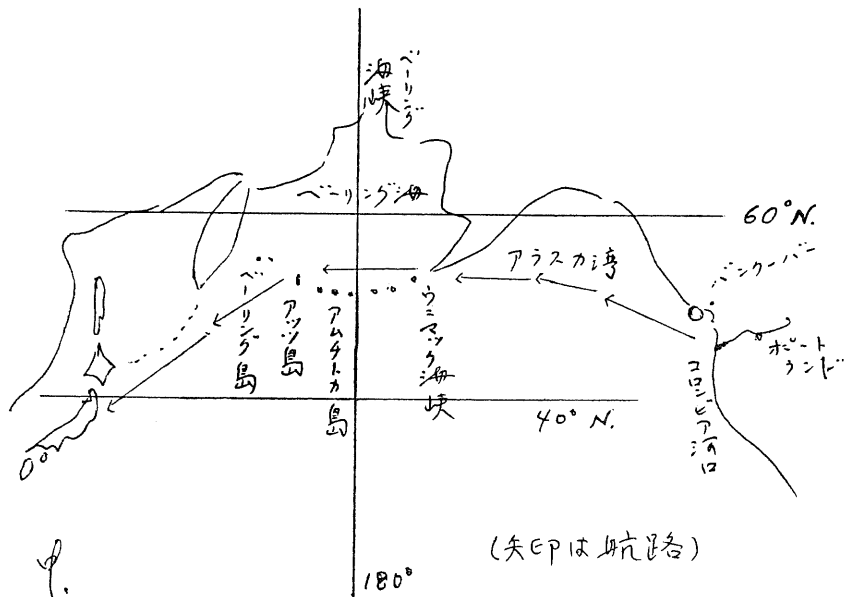 ベーリング
海峡
ベーリング海
60°N.
アラスカ湾
バンクーバー
ポートランド
コロンビア河口
ウニマック海峡
アムチトカ島
アッツ島
ベーリング島
40°N.
(矢印は航路)
180°